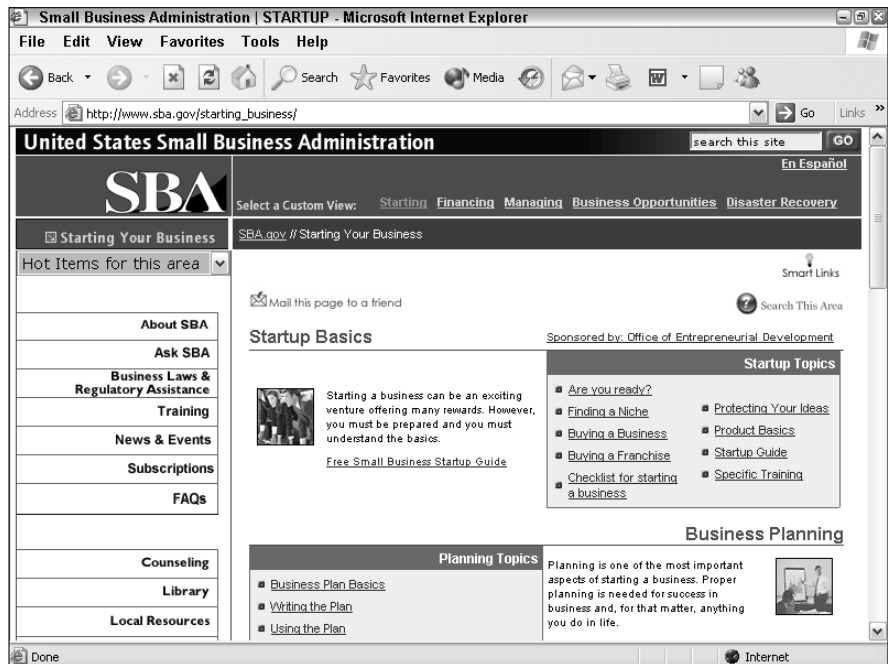 Small Business Administration | STARTUP - Microsoft Internet Explorer
File Edit View Favorites Tools Help
Back Search Favorites Media
Address http://www.sba.gov/starting_business/ Go Links »
United States Small Business Administration search this site GO
En Español
SBA
Select a Custom View: Starting Financing Managing Business Opportunities Disaster Recovery
Starting Your Business
SBA.gov // Starting Your Business
Hot Items for this area
Smart Links
Mail this page to a friend
Search This Area
About SBA
Ask SBA
Business Laws &
Regulatory Assistance
Training
News & Events
Subscriptions
FAQs
Counseling
Library
Local Resources
Startup Basics
Sponsored by: Office of Entrepreneurial Development
Starting a business can be an exciting
venture offering many rewards. However,
you must be prepared and you must
understand the basics.
Free Small Business Startup Guide
Startup Topics
Are you ready?
Finding a Niche
Buying a Business
Buying a Franchise
Checklist for starting
a business
Protecting Your Ideas
Product Basics
Startup Guide
Specific Training
Planning Topics
Business Plan Basics
Writing the Plan
Using the Plan
Business Planning
Planning is one of the most important
aspects of starting a business. Proper
planning is needed for success in
business and, for that matter, anything
you do in life.
Done Internet